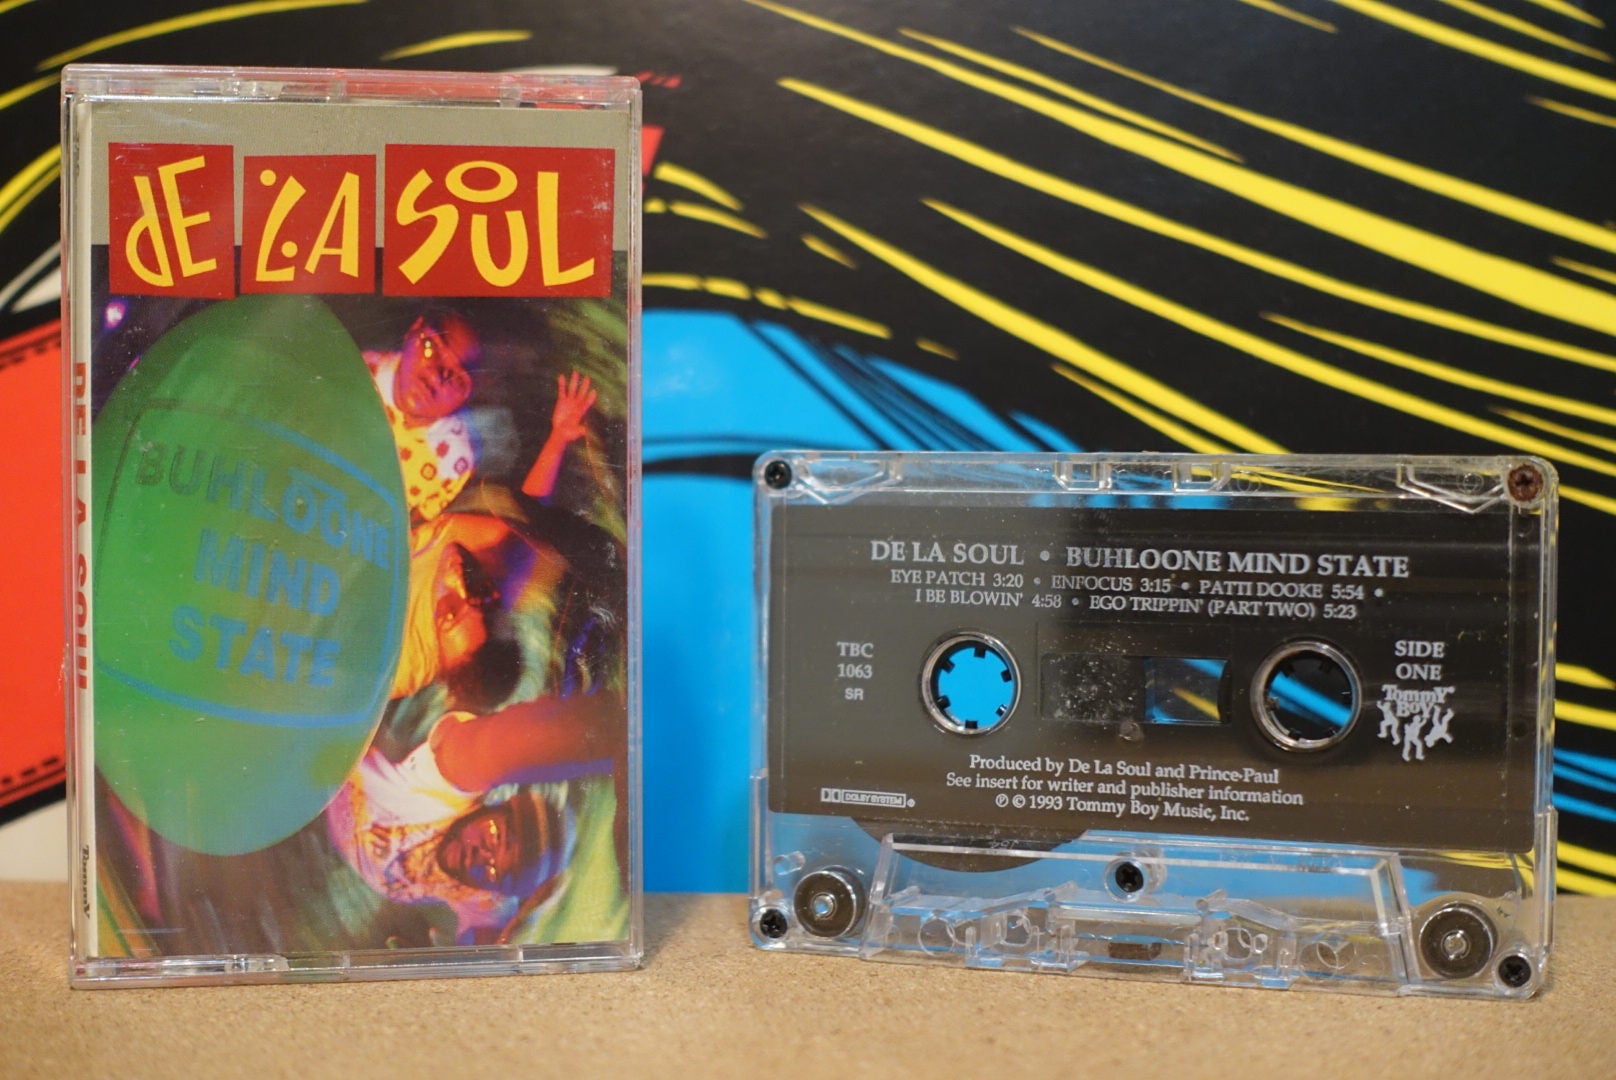 DE LA SOUL
BUHLOONE
MIND
STATE
DE LA SOUL
Tommy
DE LA SOUL • BUHLOONE MIND STATE
EYE PATCH 3:20 • ENFOCUS 3:15 • PATTI DOOKE 5:54 •
I BE BLOWIN' 4:58 • EGO TRIPPIN' (PART TWO) 5:23
TBC
1063
SR
SIDE
ONE
Tommy
Boy
Produced by De La Soul and Prince-Paul
See insert for writer and publisher information
℗ © 1993 Tommy Boy Music, Inc.
DOLBY SYSTEM ®